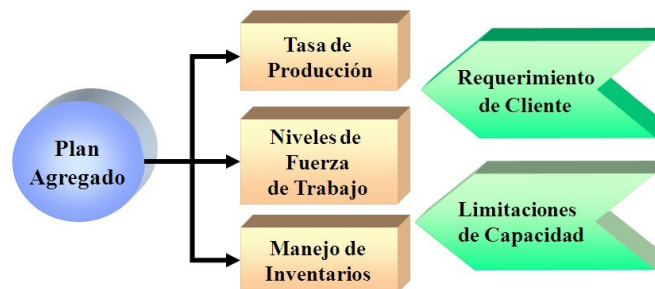 Plan
Agregado
Tasa de
Producción
Niveles de
Fuerza
de Trabajo
Manejo de
Inventarios
Requerimiento
de Cliente
Limitaciones
de Capacidad